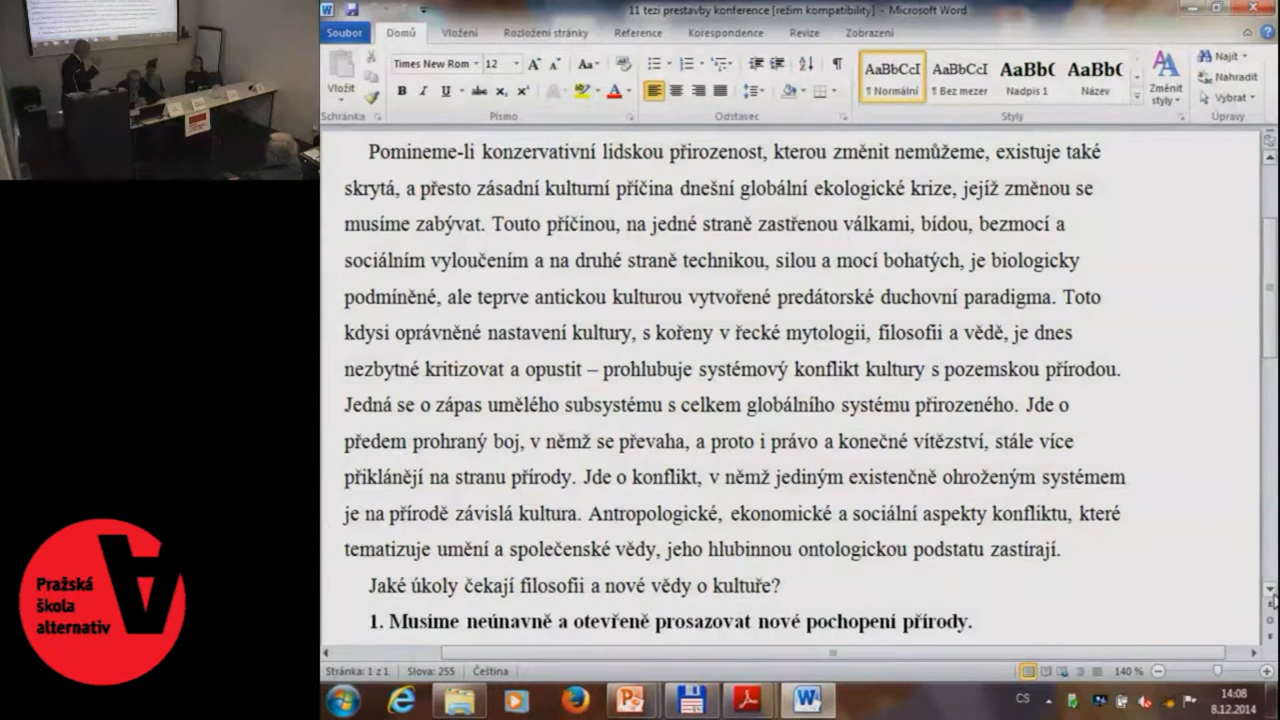 11 tezi prestavby konference [režim kompatibility] – Microsoft Word
Soubor Domů Vložení Rozložení stránky Reference Korespondence Revize Zobrazení
Times New Rom 12
Vložit
B I U abc x₂ x² A
AaBbCcI AaBbCcI AaBbC AaBbC
¶ Normální ¶ Bez mezer Nadpis 1 Název
Změnit styly
Najít
Nahradit
Vybrat
Schránka Písmo Odstavec Styly Úpravy
Pomineme-li konzervativní lidskou přirozenost, kterou změnit nemůžeme, existuje také
skrytá, a přesto zásadní kulturní příčina dnešní globální ekologické krize, jejíž změnou se
musíme zabývat. Touto příčinou, na jedné straně zastřenou válkami, bídou, bezmocí a
sociálním vyloučením a na druhé straně technikou, silou a mocí bohatých, je biologicky
podmíněné, ale teprve antickou kulturou vytvořené predátorské duchovní paradigma. Toto
kdysi oprávněné nastavení kultury, s kořeny v řecké mytologii, filosofii a vědě, je dnes
nezbytné kritizovat a opustit – prohlubuje systémový konflikt kultury s pozemskou přírodou.
Jedná se o zápas umělého subsystému s celkem globálního systému přirozeného. Jde o
předem prohraný boj, v němž se převaha, a proto i právo a konečné vítězství, stále více
přiklánějí na stranu přírody. Jde o konflikt, v němž jediným existenčně ohroženým systémem
je na přírodě závislá kultura. Antropologické, ekonomické a sociální aspekty konfliktu, které
tematizuje umění a společenské vědy, jeho hlubinnou ontologickou podstatu zastírají.
Jaké úkoly čekají filosofii a nové vědy o kultuře?
1. Musíme neúnavně a otevřeně prosazovat nové pochopení přírody.
Stránka: 1 z 1 Slova: 255 Čeština 140 %
CS 14:08
8.12.2014
Pražská
škola
alternativ